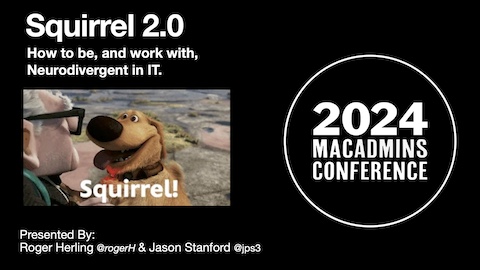 Squirrel 2.0
How to be, and work with,
Neurodivergent in IT.
Squirrel!
2024
MACADMINS
CONFERENCE
Presented By:
Roger Herling @rogerH & Jason Stanford @jps3